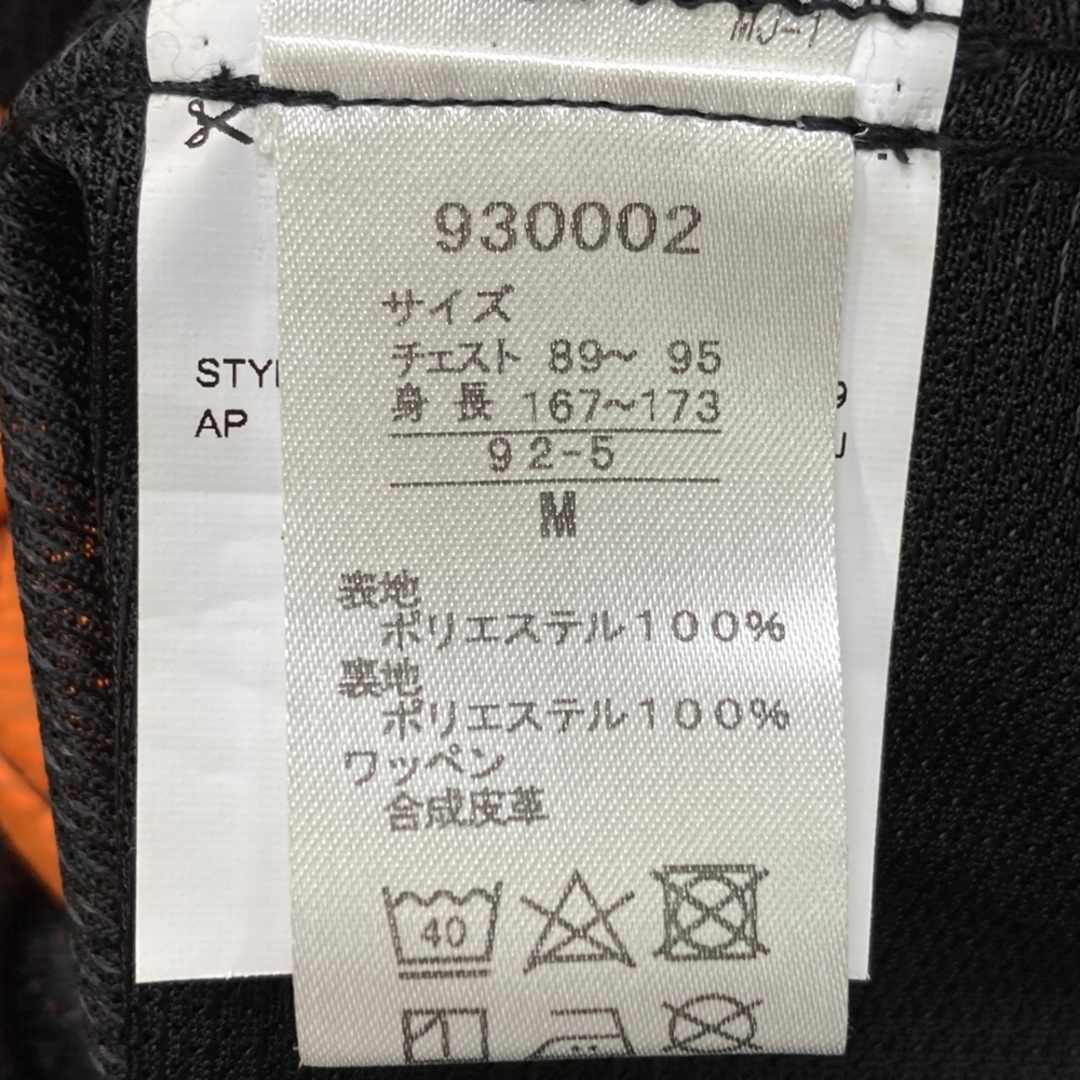 MJ-1
930002
サイズ
チェスト 89～ 95
身 長 167～173
92-5
M
表地
ポリエステル100%
裏地
ポリエステル100%
ワッペン
合成皮革
40
AP